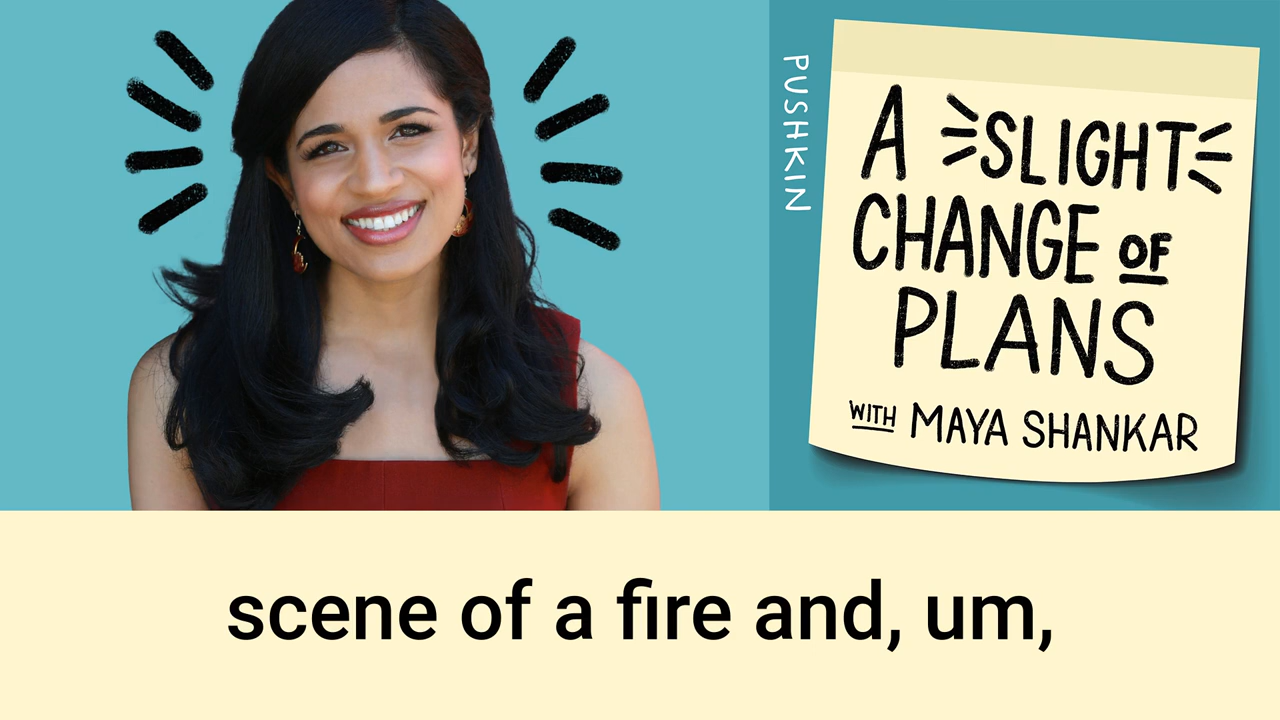 PUSHKIN
A SLIGHT
CHANGE OF
PLANS
WITH MAYA SHANKAR
scene of a fire and, um,